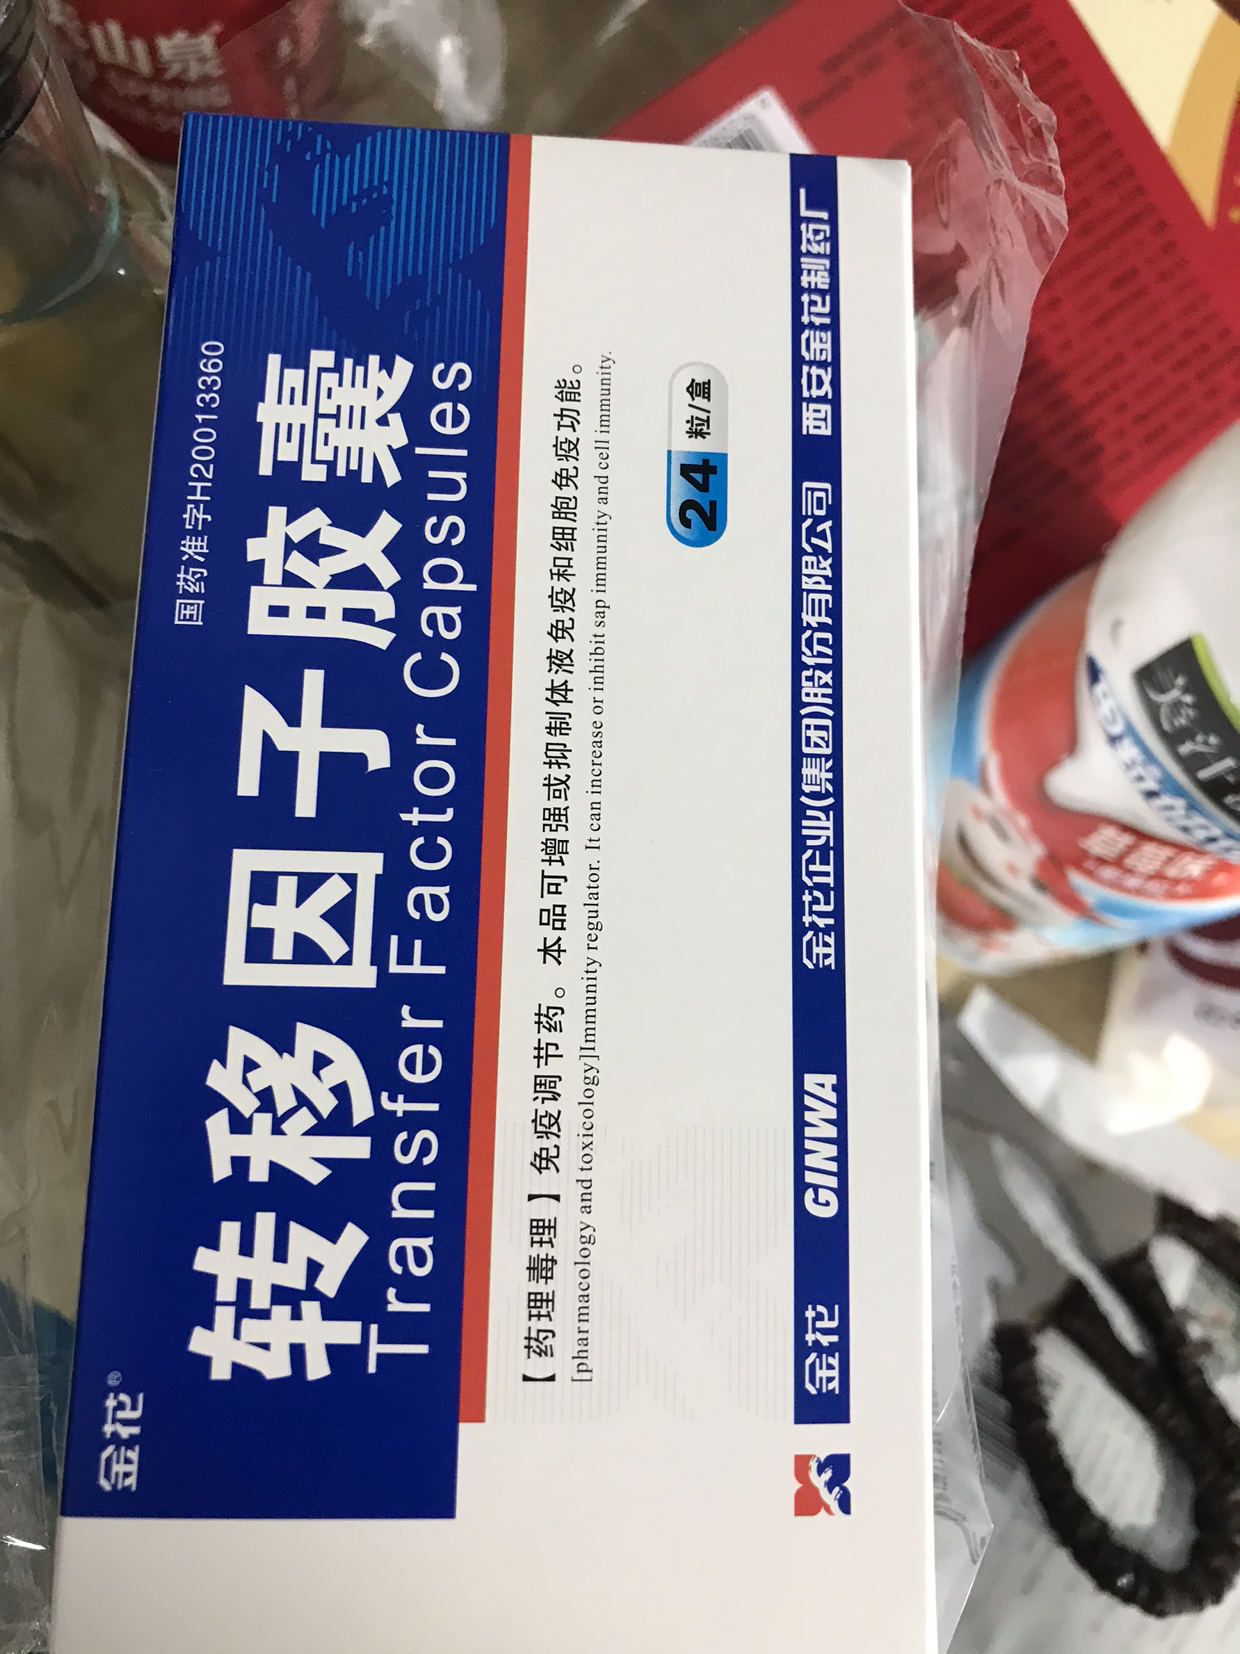 国药准字H20013360
金花®
转移因子胶囊
Transfer Factor Capsules
【药理毒理】免疫调节药。本品可增强或抑制体液免疫和细胞免疫功能。
[pharmacology and toxicology]Immunity regulator. It can increase or inhibit sap immunity and cell immunity.
24粒/盒
金花 GINWA 金花企业(集团)股份有限公司 西安金花制药厂
草莓味